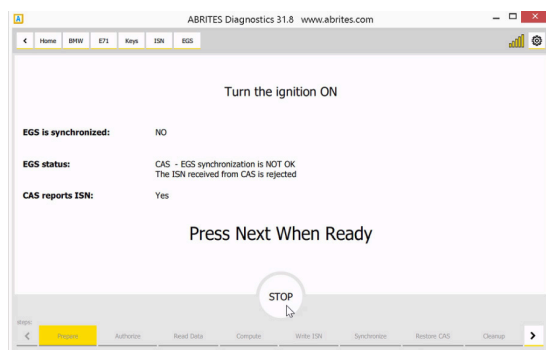 A ABRITES Diagnostics 31.8 www.abrites.com
Home BMW E71 Keys ISN EGS
Turn the ignition ON
EGS is synchronized: NO
EGS status: CAS - EGS synchronization is NOT OK
The ISN received from CAS is rejected
CAS reports ISN: Yes
Press Next When Ready
STOP
steps:
Prepare Authorize Read Data Compute Write ISN Synchronize Restore CAS Cleanup